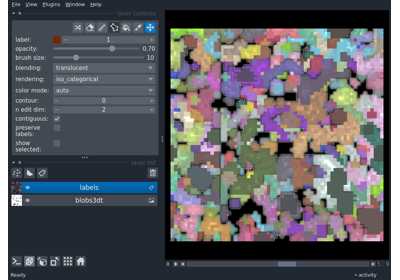 File View Plugins Window Help
layer controls
label: 1
opacity: 0.70
brush size: 10
blending: translucent
rendering: iso_categorical
color mode: auto
contour: 0
n edit dim: 2
contiguous:
preserve
labels:
show
selected:
layer list
labels
blobs3dt
Ready
activity